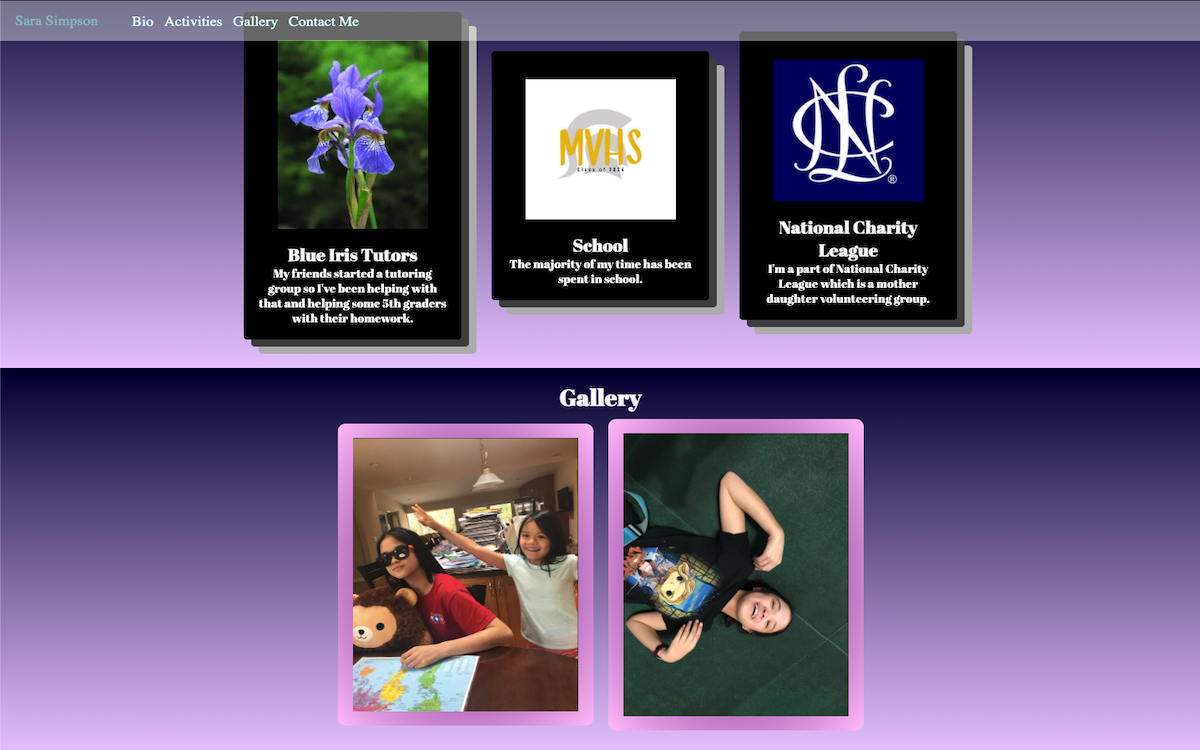 Sara Simpson Bio Activities Gallery Contact Me
Blue Iris Tutors
My friends started a tutoring
group so I've been helping with
that and helping some 5th graders
with their homework.
MVHS
Class of 2024
School
The majority of my time has been
spent in school.
NCL
®
National Charity
League
I'm a part of National Charity
League which is a mother
daughter volunteering group.
Gallery